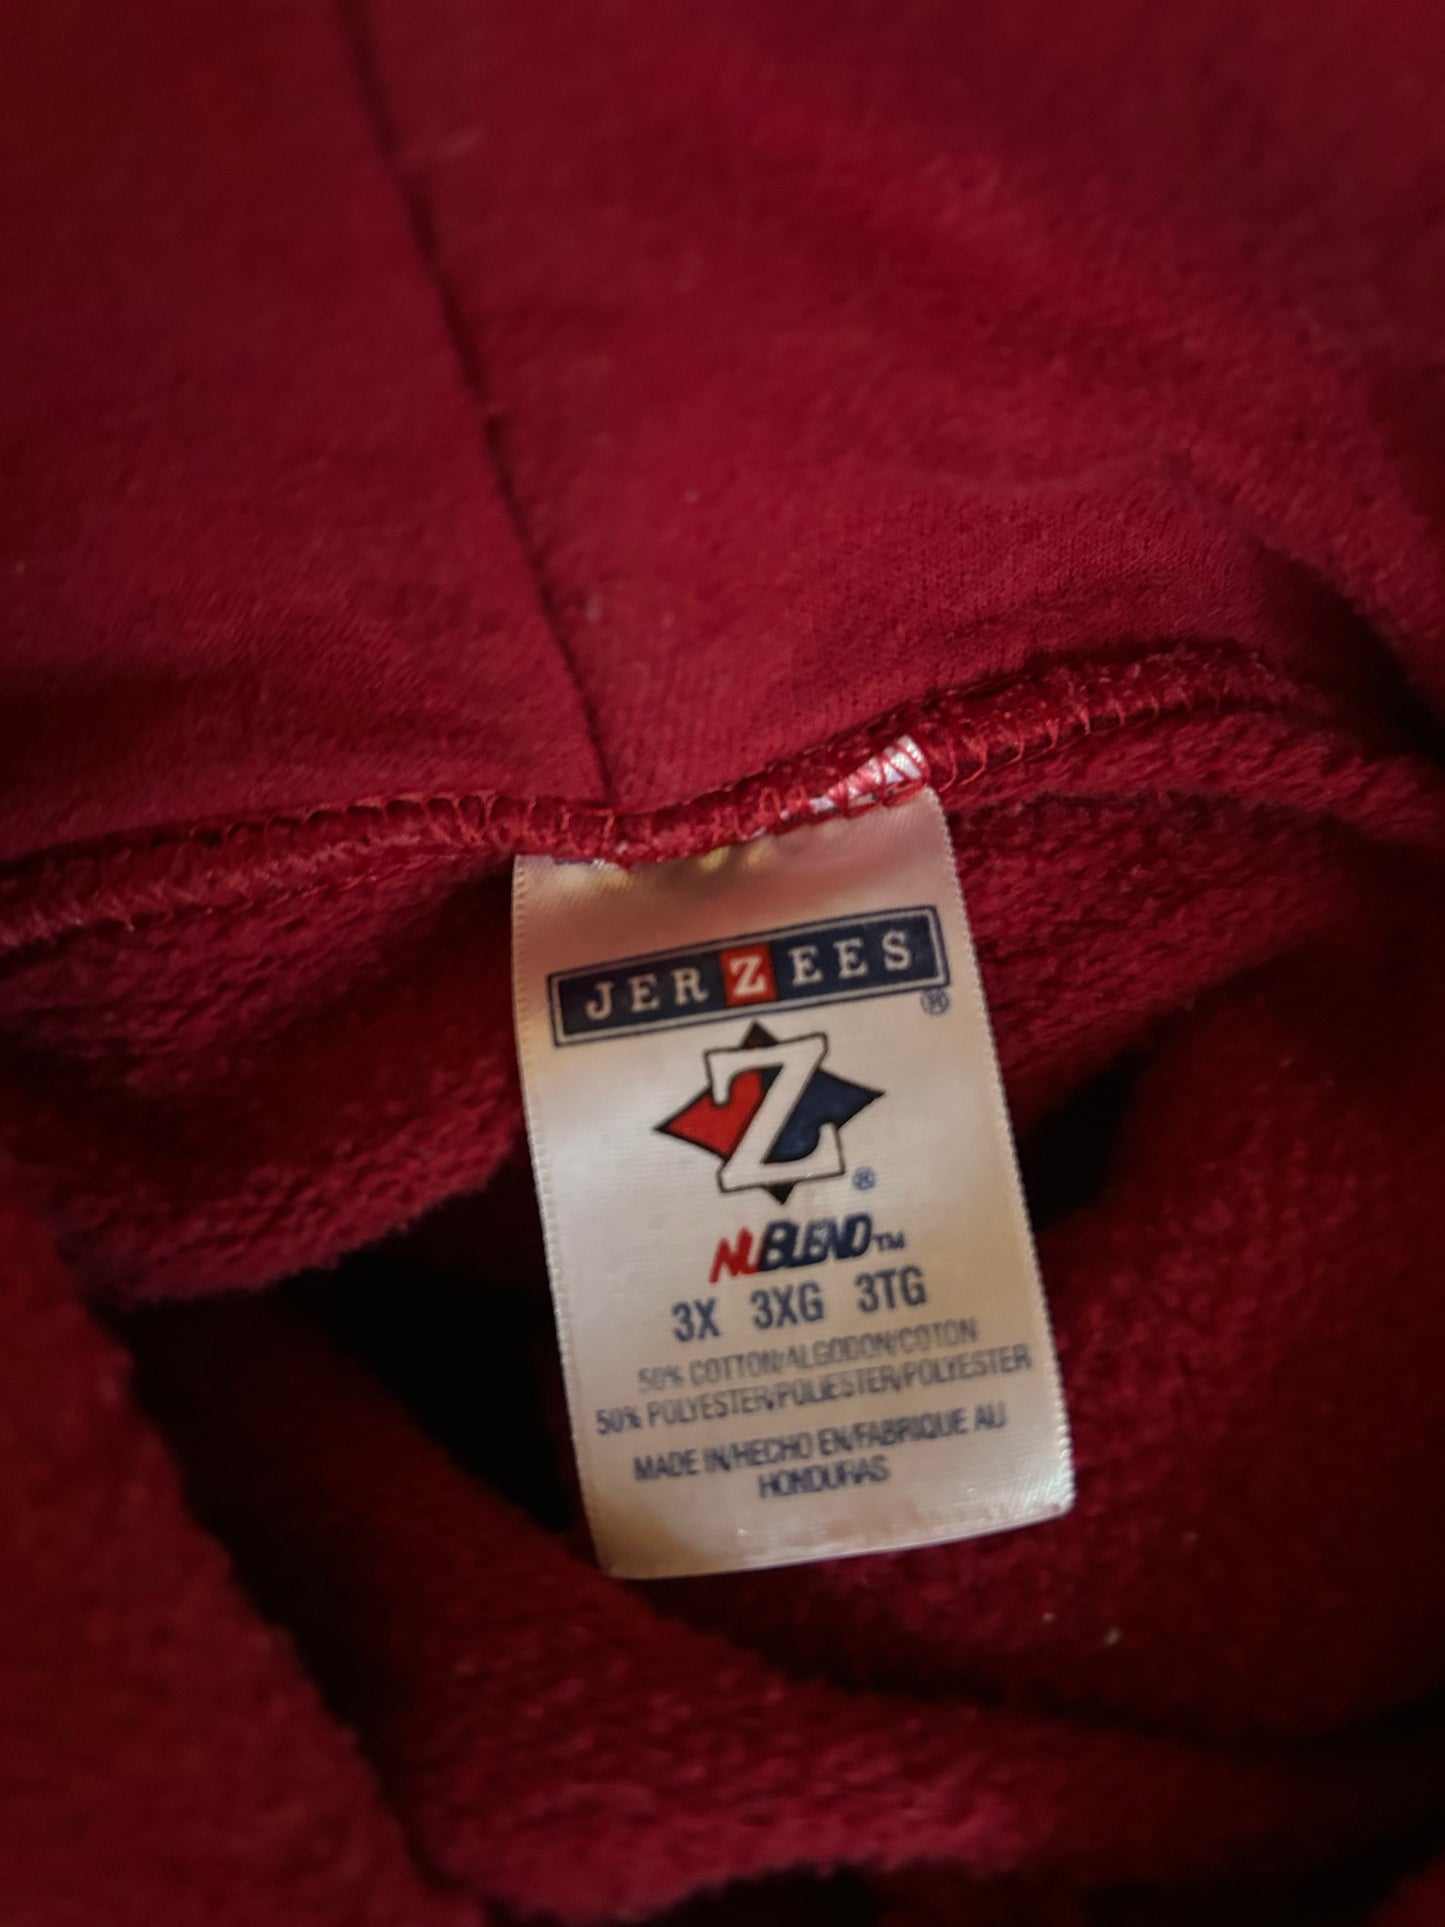 JERZEES®
Z®
NUBLEND™
3X 3XG 3TG
50% COTTON/ALGODON/COTON
50% POLYESTER/POLIESTER/POLYESTER
MADE IN/HECHO EN/FABRIQUE AU
HONDURAS